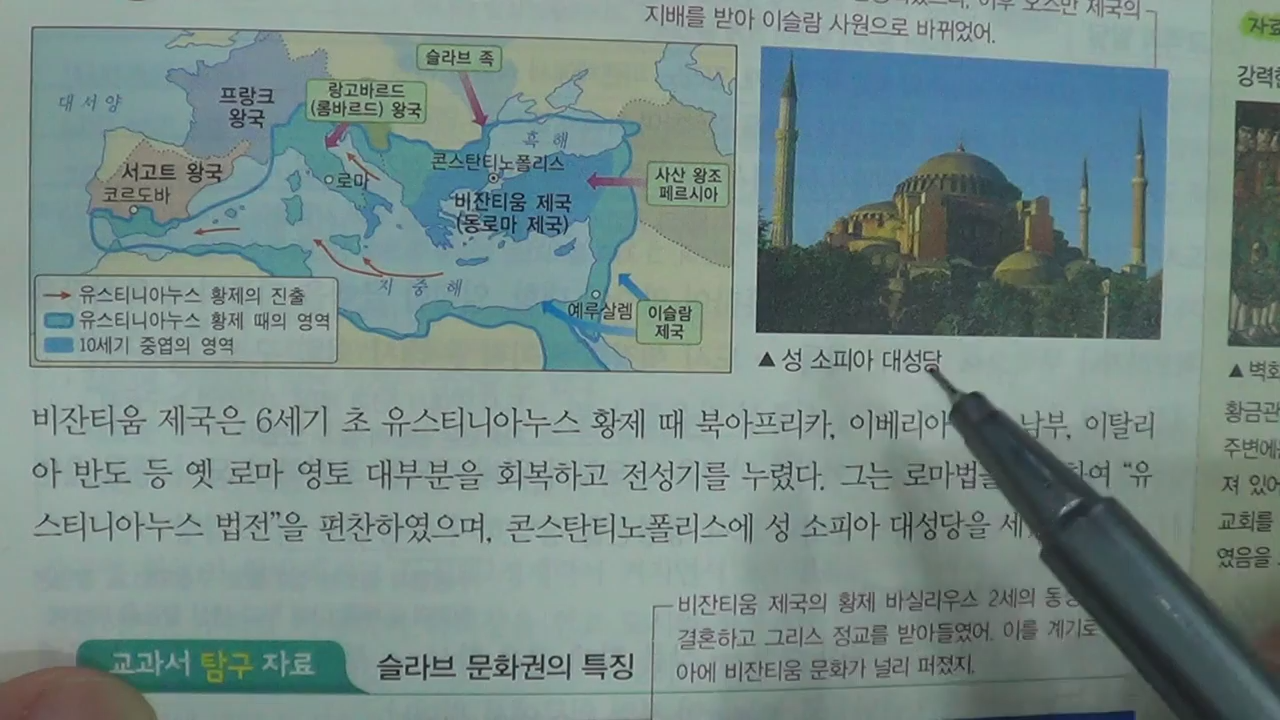 이후 오스만 제국의
지배를 받아 이슬람 사원으로 바뀌었어.
자료
강력한
대서양
프랑크
왕국
슬라브 족
랑고바르드
(롬바르드) 왕국
흑해
콘스탄티노폴리스
사산 왕조
페르시아
서고트 왕국
코르도바
로마
비잔티움 제국
(동로마 제국)
지중해
예루살렘
이슬람
제국
유스티니아누스 황제의 진출
유스티니아누스 황제 때의 영역
10세기 중엽의 영역
▲ 성 소피아 대성당
▲ 벽화
황금관
주변에
져 있어
교회를
였음을
비잔티움 제국은 6세기 초 유스티니아누스 황제 때 북아프리카, 이베리아 남부, 이탈리
아 반도 등 옛 로마 영토 대부분을 회복하고 전성기를 누렸다. 그는 로마법을 하여 “유
스티니아누스 법전”을 편찬하였으며, 콘스탄티노폴리스에 성 소피아 대성당을 세
비잔티움 제국의 황제 바실리우스 2세의
결혼하고 그리스 정교를 받아들였어. 이를 계기로
아에 비잔티움 문화가 널리 퍼졌지.
교과서 탐구 자료 슬라브 문화권의 특징